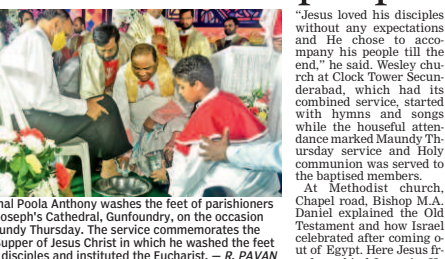 nal Poola Anthony washes the feet of parishioners
oseph's Cathedral, Gunfoundry, on the occasion
undy Thursday. The service commemorates the
upper of Jesus Christ in which he washed the feet
disciples and instituted the Eucharist. — R. PAVAN
“Jesus loved his disciples
without any expectations
and He chose to acco-
mpany his people till the
end,” he said. Wesley chu-
rch at Clock Tower Secun-
derabad, which had its
combined service, started
with hymns and songs
while the houseful atten-
dance marked Maundy Th-
ursday service and Holy
communion was served to
the baptised members.
At Methodist church,
Chapel road, Bishop M.A.
Daniel explained the Old
Testament and how Israel
celebrated after coming o-
ut of Egypt. Here Jesus fr-